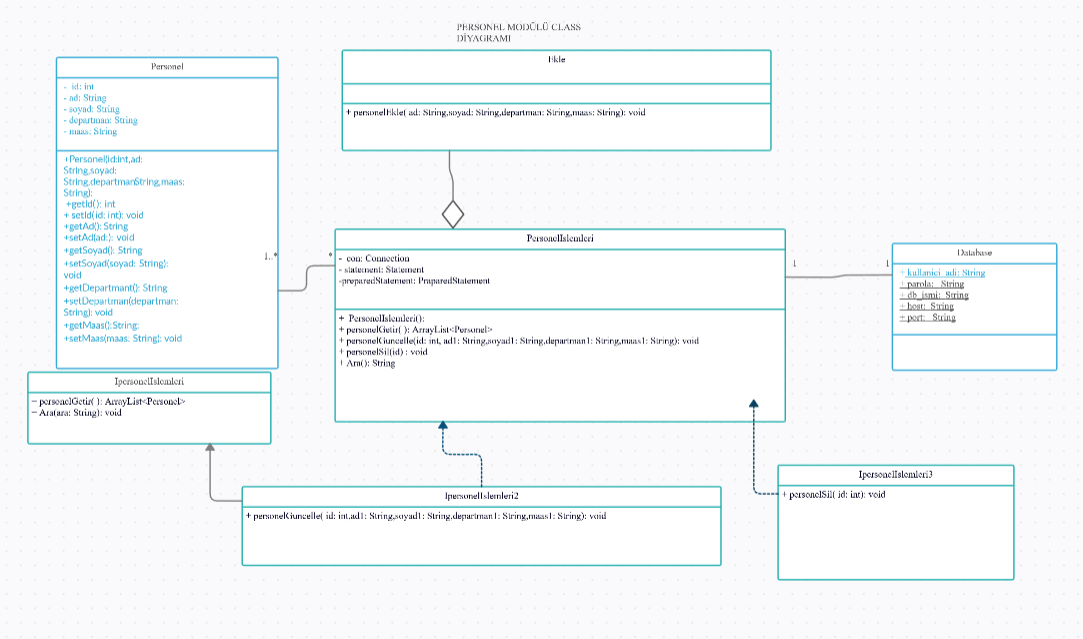 PERSONEL MODÜLÜ CLASS
DİYAGRAMI
Personel
- id: int
- ad: String
- soyad: String
- departman: String
- maas: String
+Personel(id:int,ad:
String,soyad:
String,departmanString,maas:
String):
+getId(): int
+ setId( id: int): void
+getAd(): String
+setAd(ad:): void
+getSoyad(): String
+setSoyad(soyad: String):
void
+getDepartmant(): String
+setDepartman(departman:
String): void
+getMaas():String:
+setMaas(maas: String): void
Ekle
+ personelEkle( ad: String,soyad: String,departman: String,maas: String): void
1..*
*
PersonelIslemleri
- con: Connection
- statement: Statement
-preparedStatement: PraparedStatement
+ PersonelIslemleri():
+ personelGetir( ): ArrayList<Personel>
+ personelGuncelle(id: int, ad1: String,soyad1: String,departman1: String,maas1: String): void
+ personelSil(id) : void
+ Ara(): String
1
1
Database
+ kullanici_adi: String
+ parola: String
+ db_ismi: String
+ host: String
+ port: String
IpersonelIslemleri
− personelGetir( ): ArrayList<Personel>
− Ara(ara: String): void
IpersonelIslemleri2
+ personelGuncelle( id: int,ad1: String,soyad1: String,departman1: String,maas1: String): void
IpersonelIslemleri3
+ personelSil( id: int): void